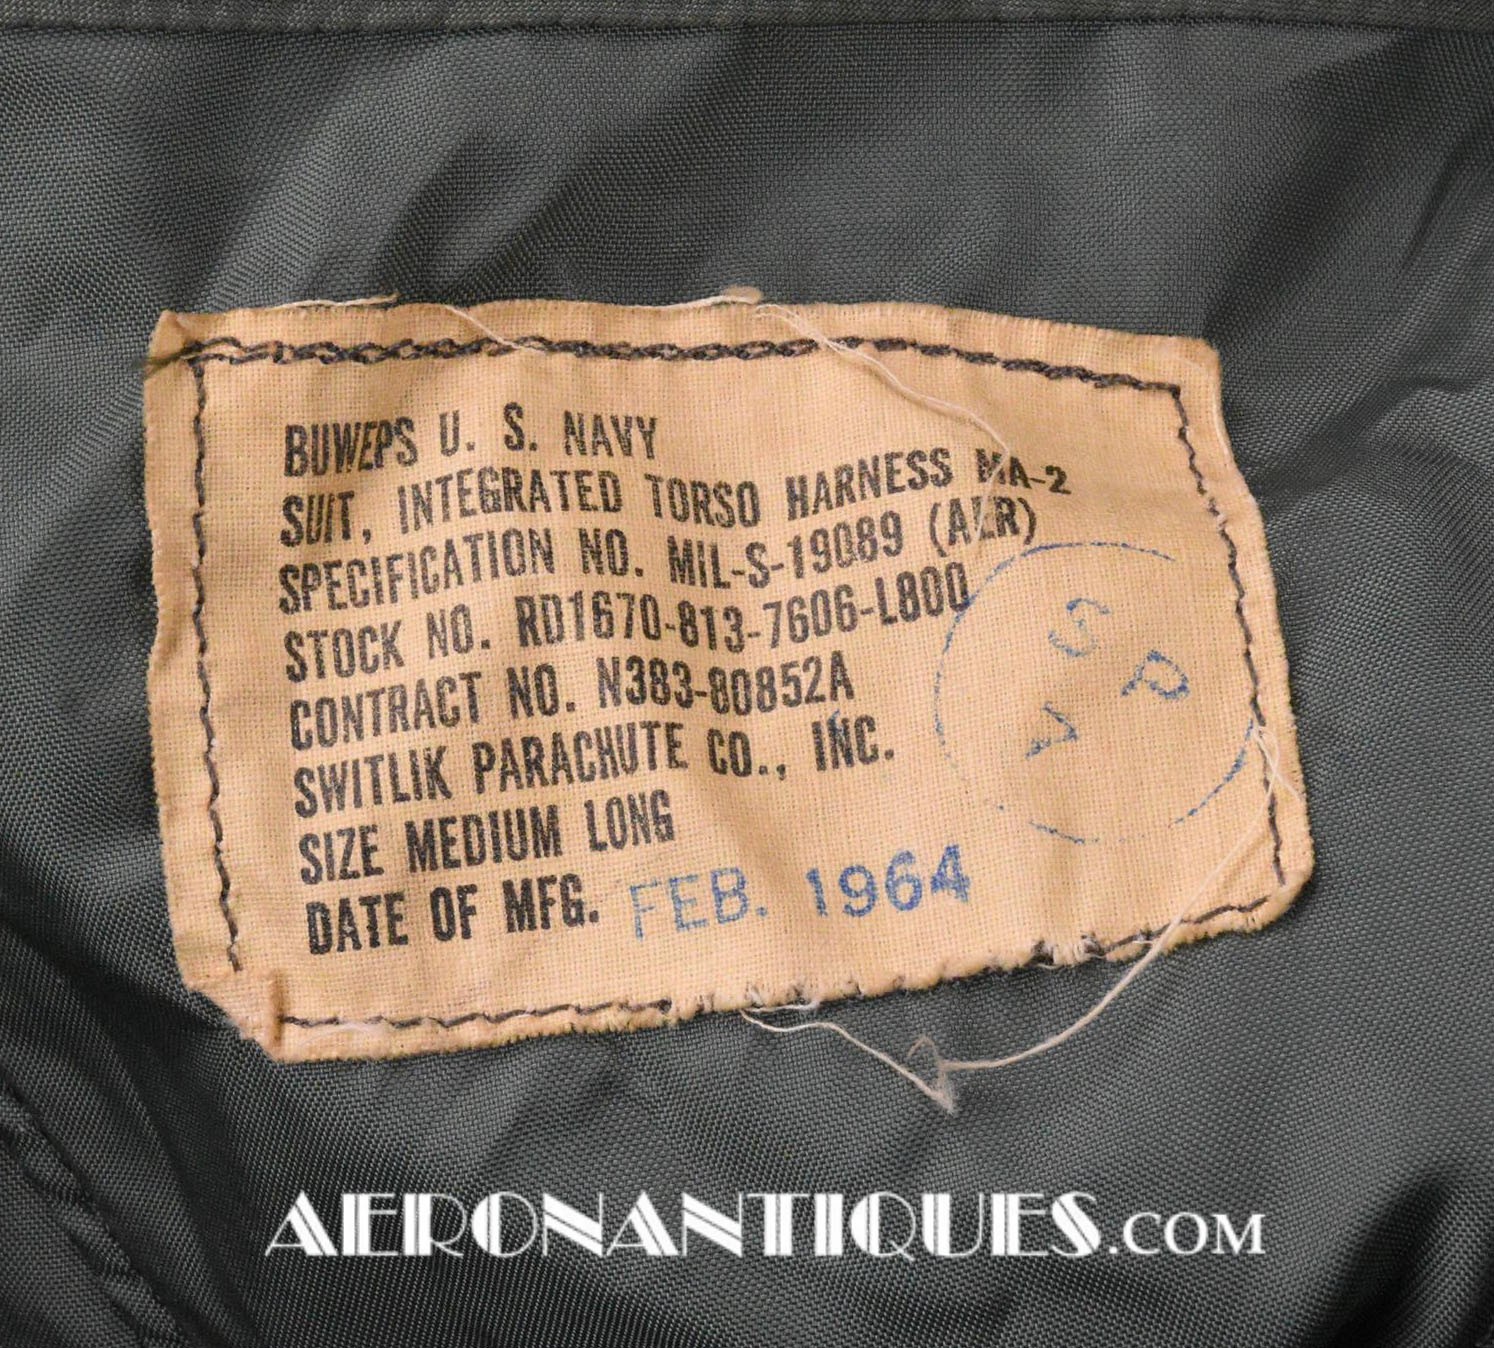 BUWEPS U. S. NAVY
SUIT, INTEGRATED TORSO HARNESS MA-2
SPECIFICATION NO. MIL-S-19089 (AER)
STOCK NO. RD1670-813-7606-L800
CONTRACT NO. N383-80852A
SWITLIK PARACHUTE CO., INC.
SIZE MEDIUM LONG
DATE OF MFG. FEB. 1964
AERONANTIQUES.COM